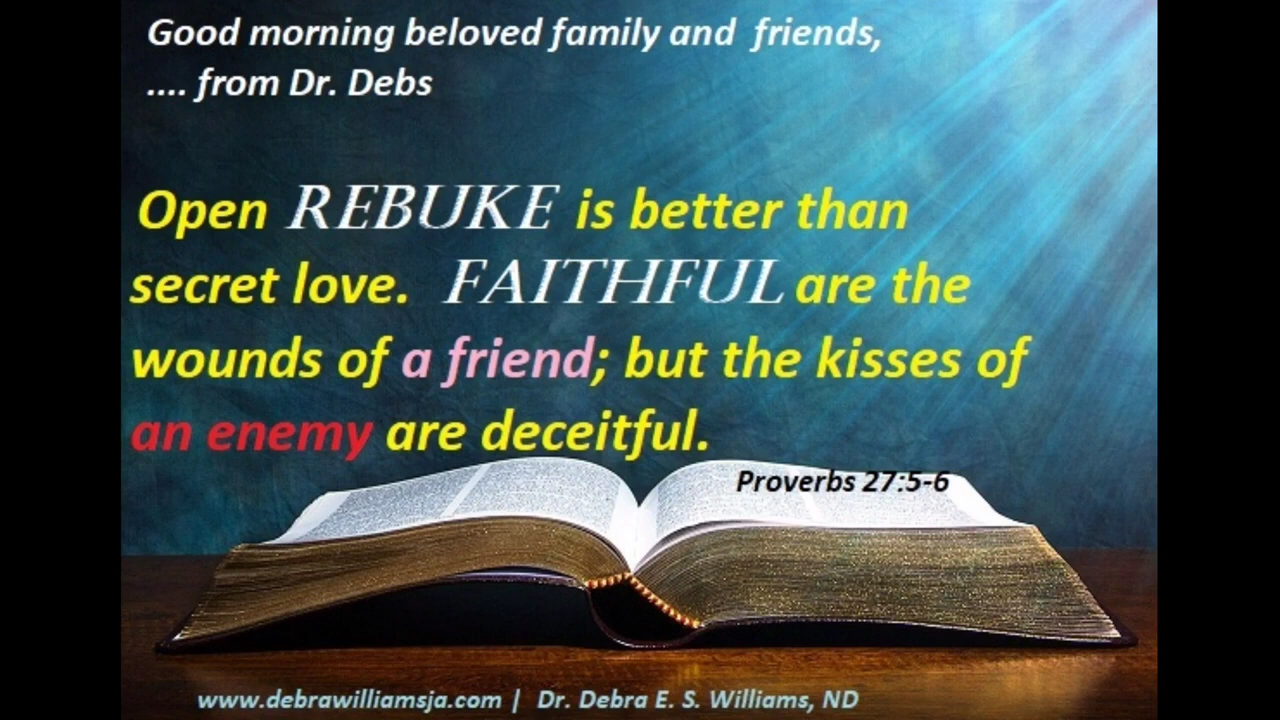 Good morning beloved family and friends,
.... from Dr. Debs
Open REBUKE is better than
secret love. FAITHFUL are the
wounds of a friend; but the kisses of
an enemy are deceitful.
Proverbs 27:5-6
www.debrawilliamsja.com | Dr. Debra E. S. Williams, ND